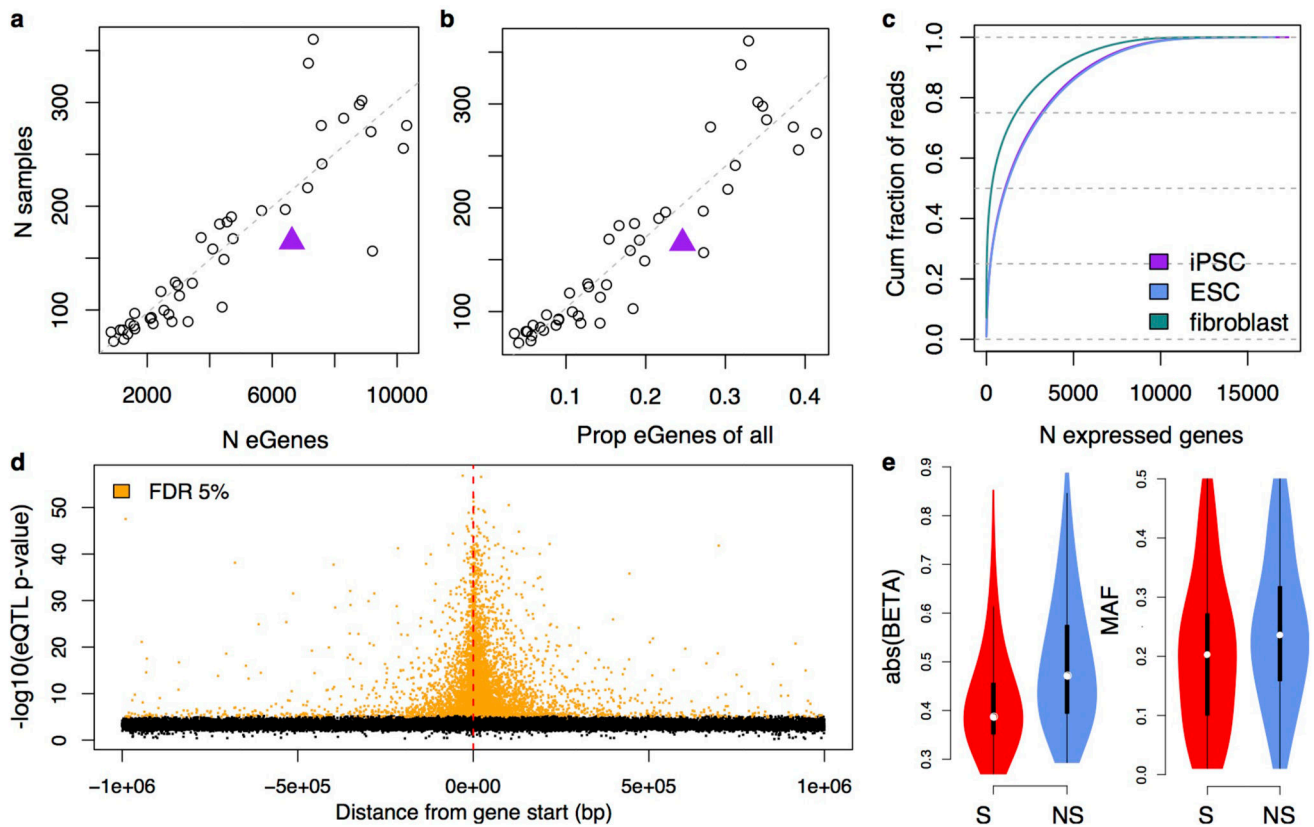 a
N samples
100
200
300
2000
6000
10000
N eGenes
b
100
200
300
0.1
0.2
0.3
0.4
Prop eGenes of all
c
Cum fraction of reads
0.0
0.2
0.4
0.6
0.8
1.0
iPSC
ESC
fibroblast
0
5000
10000
15000
N expressed genes
d
FDR 5%
-log10(eQTL p-value)
0
10
20
30
40
50
−1e+06
−5e+05
0e+00
5e+05
1e+06
Distance from gene start (bp)
e
abs(BETA)
0.3
0.4
0.5
0.6
0.7
0.8
0.9
S
NS
MAF
0.0
0.1
0.2
0.3
0.4
0.5
S
NS